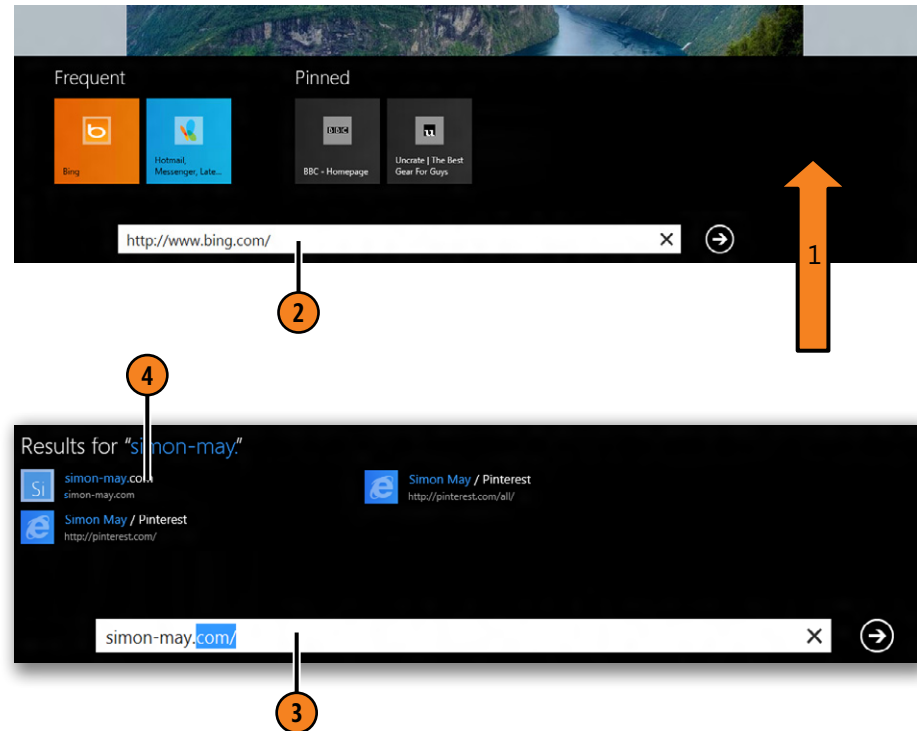 Frequent
Pinned
b
BBC
u
Bing
Hotmail,
Messenger, Late...
BBC - Homepage
Uncrate | The Best
Gear For Guys
http://www.bing.com/
1
2
4
Results for "simon-may."
Si
simon-may.com
simon-may.com
Simon May / Pinterest
http://pinterest.com/all/
Simon May / Pinterest
http://pinterest.com/
simon-may.com/
3